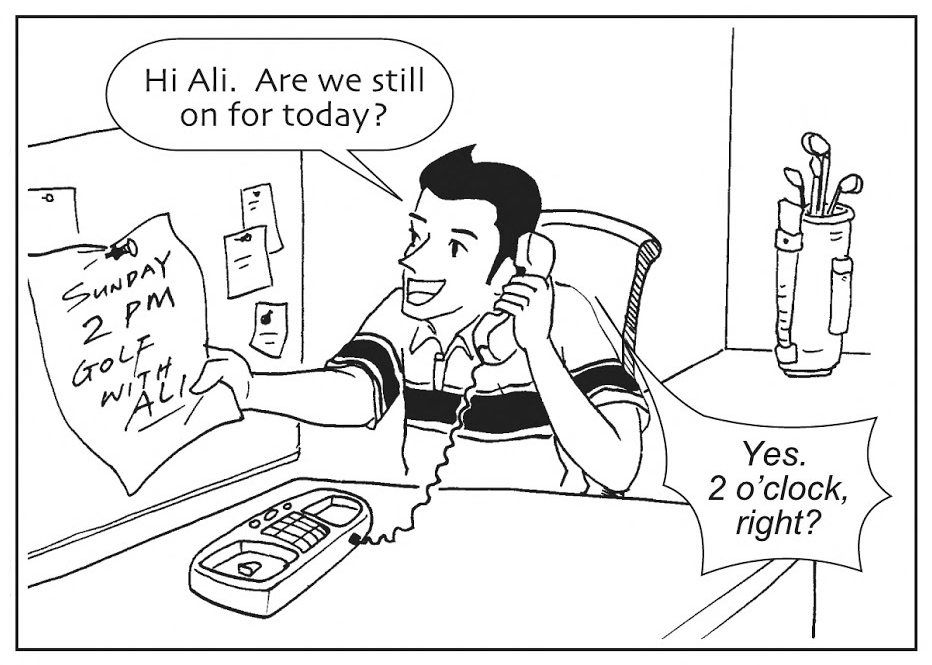 Hi Ali. Are we still
on for today?
SUNDAY
2 PM
GOLF
WITH
ALI
Yes.
2 o'clock,
right?